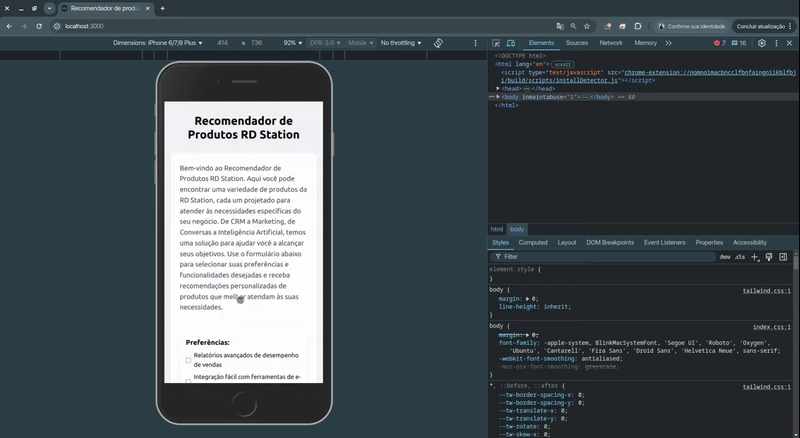 Recomendador de produt
localhost:3000
Confirme sua identidade
Concluir atualização
Dimensions: iPhone 6/7/8 Plus
414
×
736
92%
DPR: 3.0
Mobile
No throttling
Elements
Sources
Network
Memory
7
16
<!DOCTYPE html>
<html lang="en"> scroll
<script type="text/javascript" src="chrome-extension://
i/build/scripts/installDetector.js"></script>
<head> </head>
<body inmaintabuse="1"> </body> == $0
</html>
Recomendador de
Produtos RD Station
Bem-vindo ao Recomendador de
Produtos RD Station. Aqui você pode
encontrar uma variedade de produtos da
RD Station, cada um projetado para
atender às necessidades específicas do
seu negócio. De CRM a Marketing, de
Conversas a Inteligência Artificial, temos
uma solução para ajudar você a alcançar
seus objetivos. Use o formulário abaixo
para selecionar suas preferências e
funcionalidades desejadas e receba
recomendações personalizadas de
produtos que melhor atendam às suas
necessidades.
Preferências:
Relatórios avançados de desempenho
de vendas
Integração fácil com ferramentas de e-
html
body
Styles
Computed
Layout
DOM Breakpoints
Event Listeners
Properties
Accessibility
Filter
:hov
.cls
element.style {
}
body {
tailwind.css:1
margin: 0;
line-height: inherit;
}
body {
index.css:1
margin: 0;
font-family: -apple-system, BlinkMacSystemFont, 'Segoe UI', 'Roboto', 'Oxygen',
'Ubuntu', 'Cantarell', 'Fira Sans', 'Droid Sans', 'Helvetica Neue', sans-serif;
-webkit-font-smoothing: antialiased;
-moz-osx-font-smoothing: grayscale;
}
*, ::before, ::after {
tailwind.css:1
--tw-border-spacing-x: 0;
--tw-border-spacing-y: 0;
--tw-translate-x: 0;
--tw-translate-y: 0;
--tw-rotate: 0;
--tw-skew-x: 0;